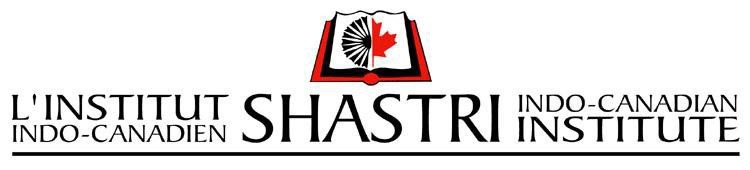 L'INSTITUT
INDO-CANADIEN
SHASTRI
INDO-CANADIAN
INSTITUTE